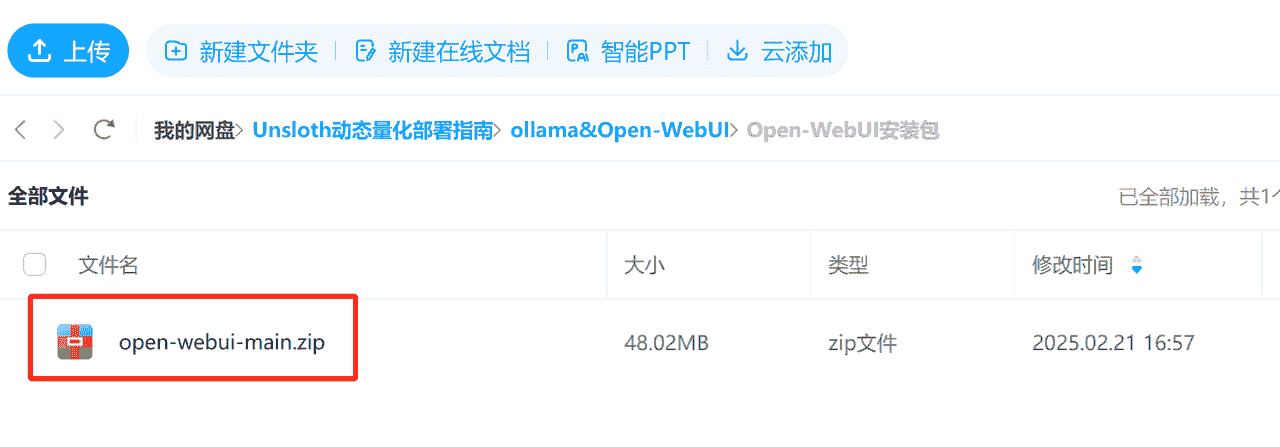 上传 新建文件夹 新建在线文档 智能PPT 云添加
我的网盘> Unsloth动态量化部署指南> ollama&Open-WebUI> Open-WebUI安装包
全部文件 已全部加载，共1个
文件名 大小 类型 修改时间
open-webui-main.zip 48.02MB zip文件 2025.02.21 16:57